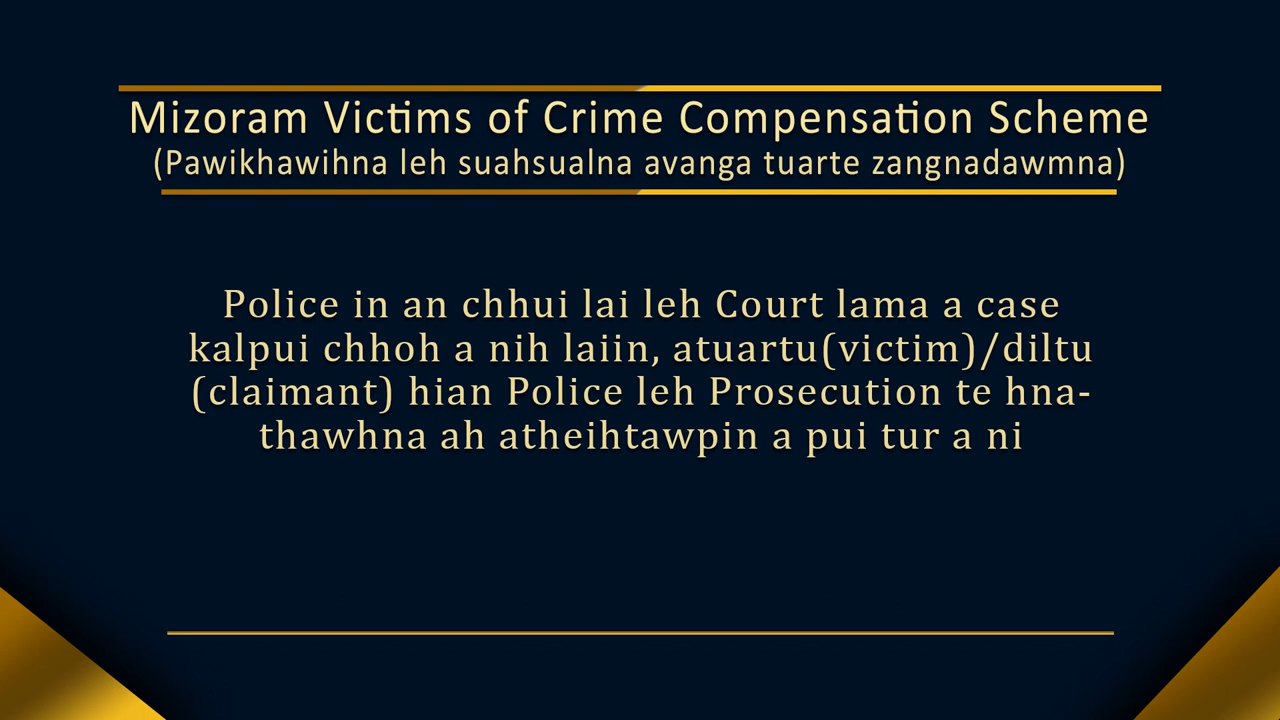 Mizoram Victims of Crime Compensation Scheme
(Pawikhawihna leh suahsualna avanga tuarte zangnadawmna)
Police in an chhui lai leh Court lama a case
kalpui chhoh a nih laiin, atuartu(victim)/diltu
(claimant) hian Police leh Prosecution te hna-
thawhna ah atheihtawpin a pui tur a ni